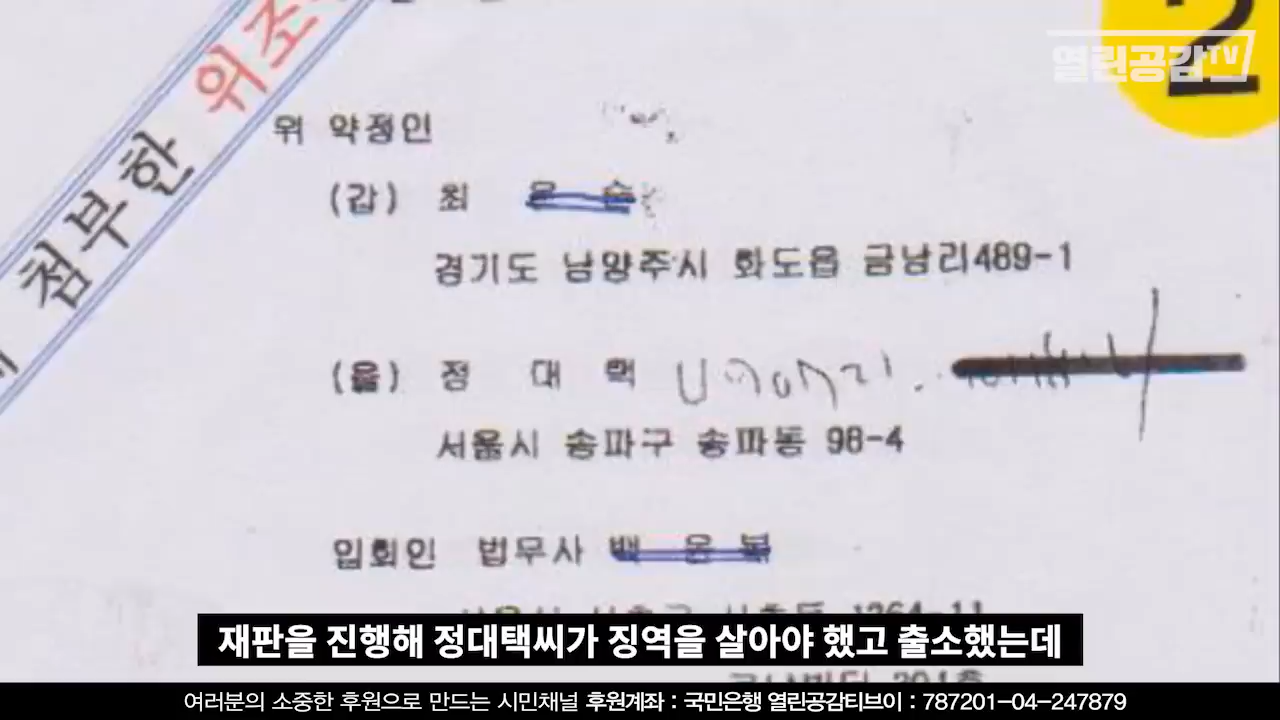 첨부한 위조
2
열린공감TV
위 약정인
(갑) 최 은 순
경기도 남양주시 화도읍 금남리489-1
(을) 정 대 택
서울시 송파구 송파동 98-4
입회인 법무사 백 윤 복
재판을 진행해 정대택씨가 징역을 살아야 했고 출소했는데
여러분의 소중한 후원으로 만드는 시민채널 후원계좌 : 국민은행 열린공감티브이 : 787201-04-247879